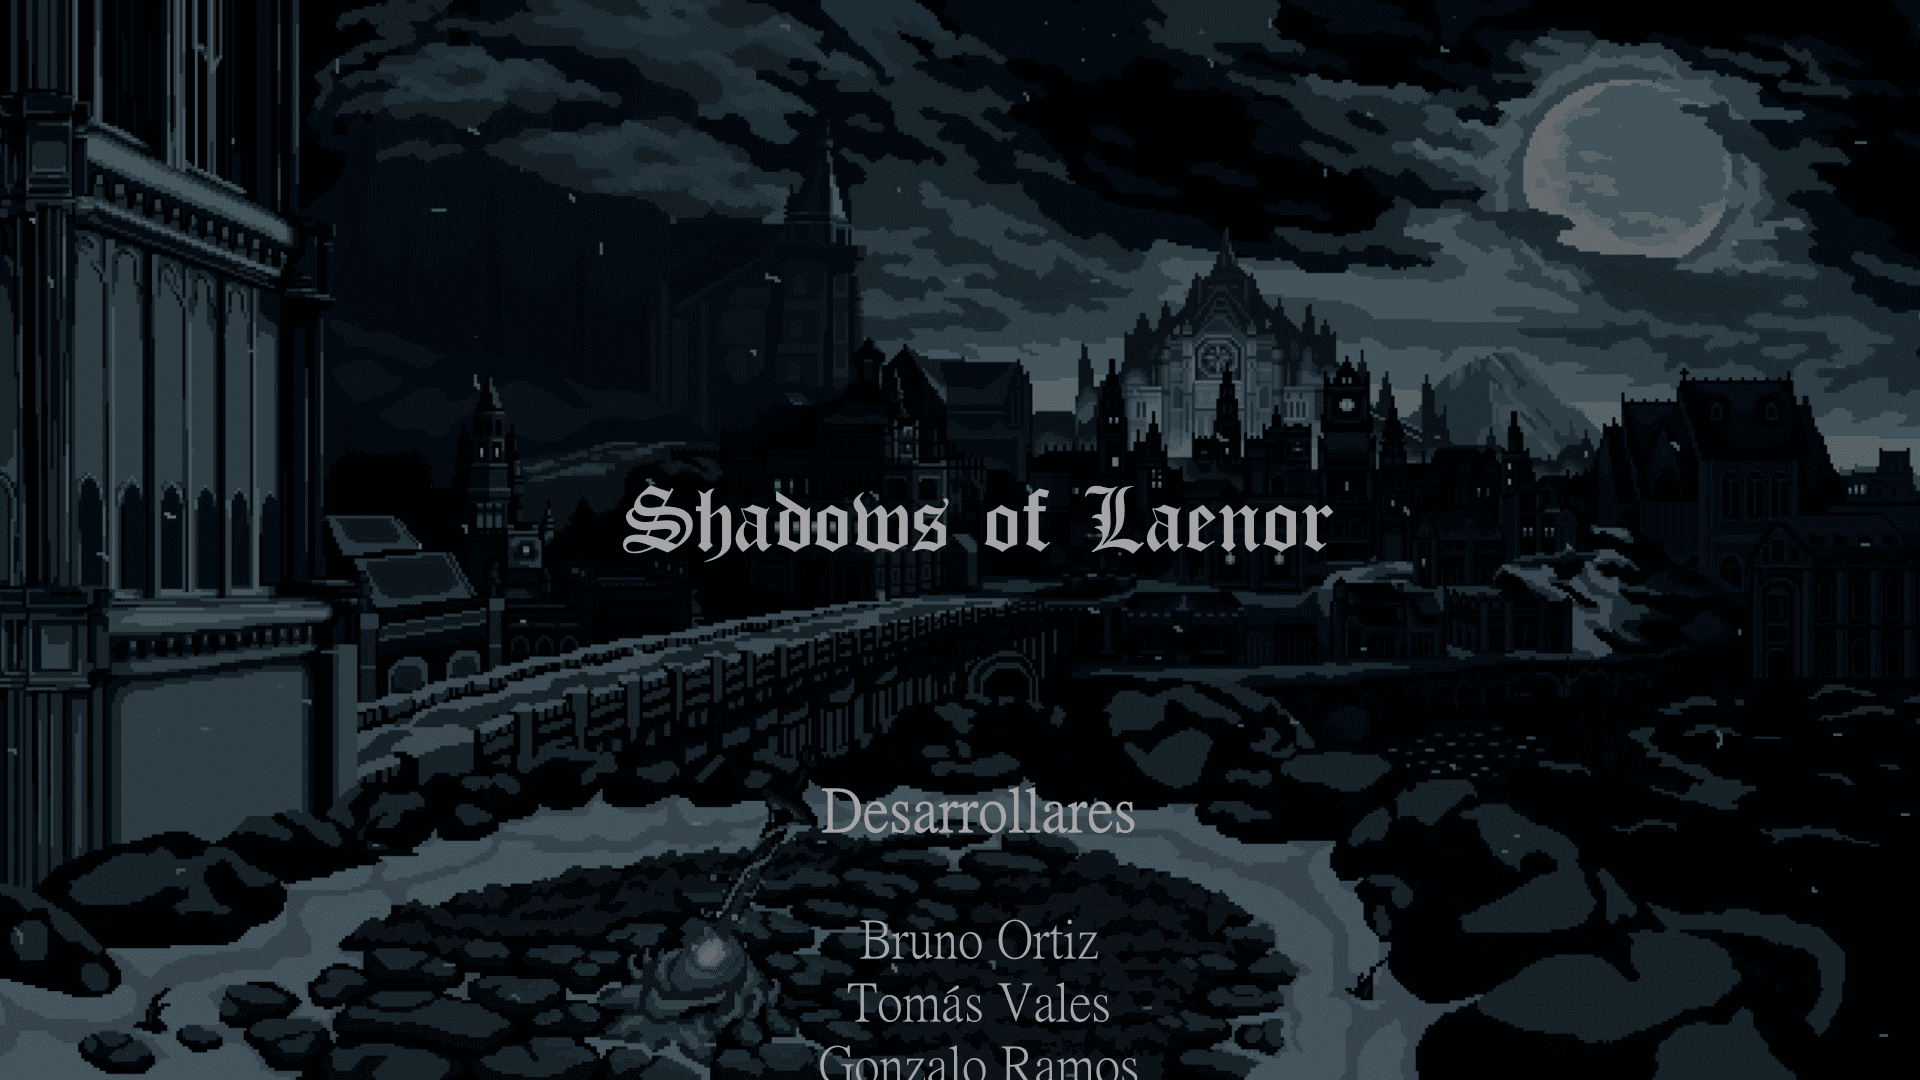 Shadows of Laenor
Desarrollares
Bruno Ortiz
Tomás Vales
Gonzalo Ramos